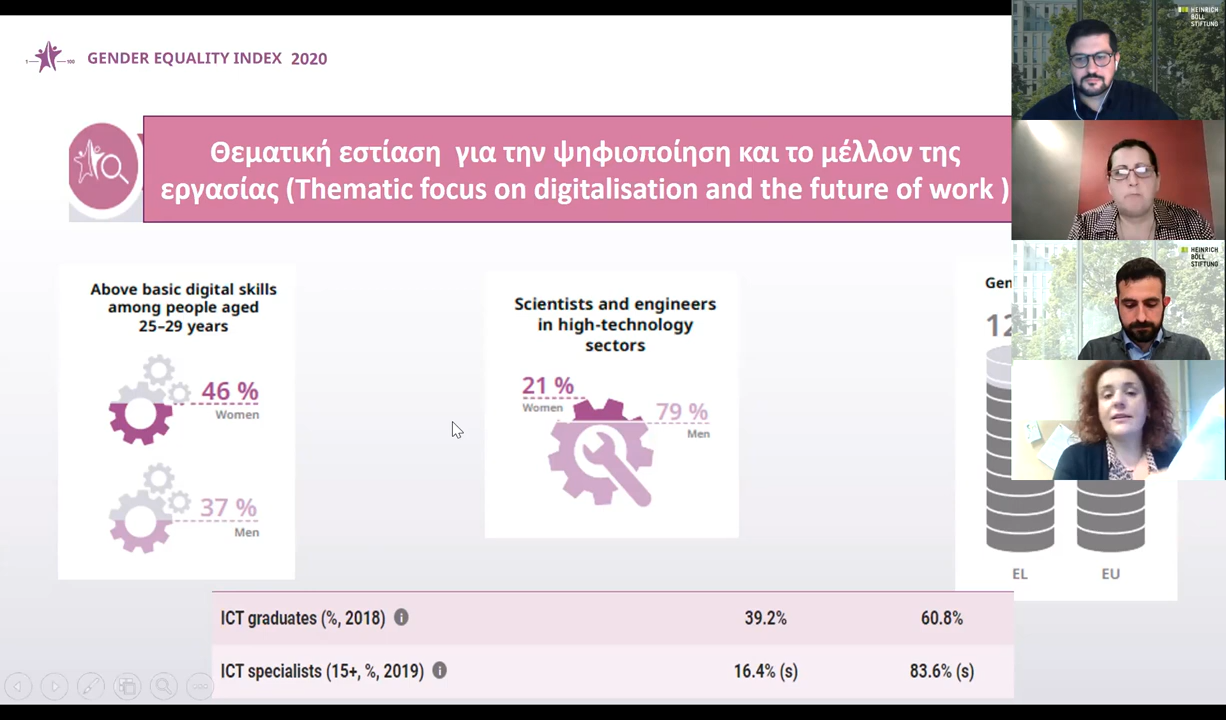 GENDER EQUALITY INDEX 2020
1
100
Θεματική εστίαση για την ψηφιοποίηση και το μέλλον της
εργασίας (Thematic focus on digitalisation and the future of work )
Above basic digital skills
among people aged
25–29 years
46 %
Women
37 %
Men
Scientists and engineers
in high-technology
sectors
21 %
Women
79 %
Men
EL
EU
ICT graduates (%, 2018) 39.2% 60.8%
ICT specialists (15+, %, 2019) 16.4% (s) 83.6% (s)
HEINRICH
BÖLL
STIFTUNG
HEINRICH
BÖLL
STIFTUNG